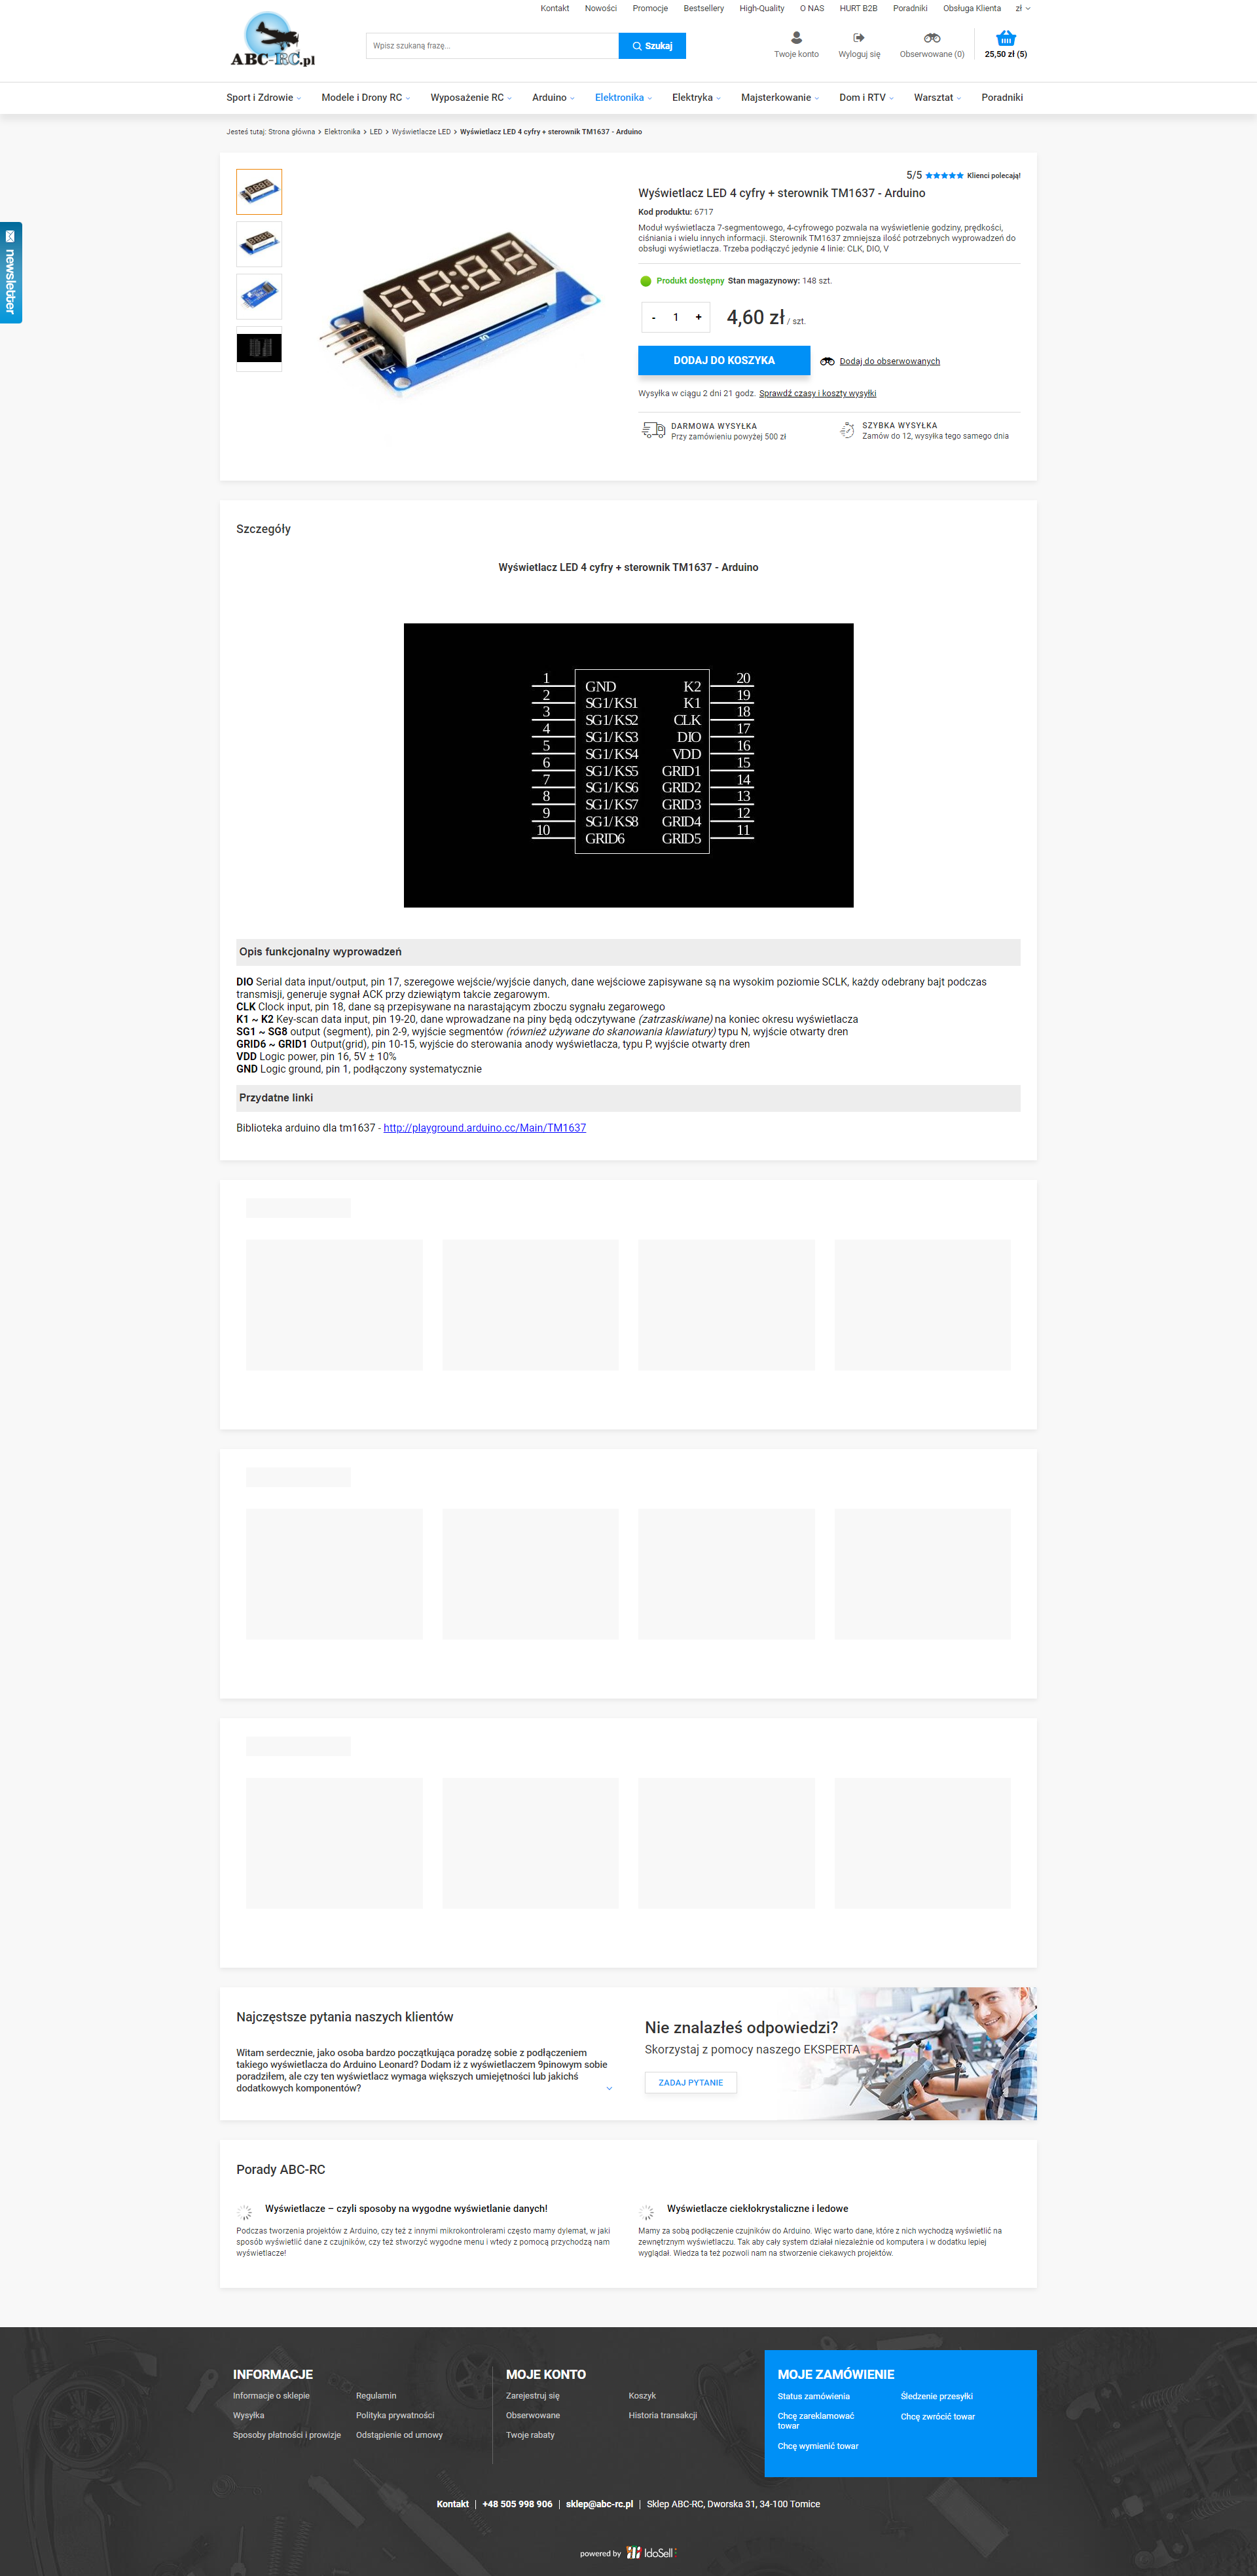 Kontakt Nowości Promocje Bestsellery High-Quality O NAS HURT B2B Poradniki Obsługa Klienta zł
ABC-RC.pl
Wpisz szukaną frazę...
Szukaj
Twoje konto
Wyloguj się
Obserwowane (0)
25,50 zł (5)
Sport i Zdrowie Modele i Drony RC Wyposażenie RC Arduino Elektronika Elektryka Majsterkowanie Dom i RTV Warsztat Poradniki
Jesteś tutaj: Strona główna Elektronika LED Wyświetlacze LED Wyświetlacz LED 4 cyfry + sterownik TM1637 - Arduino
newsletter
5/5 Klienci polecają!
Wyświetlacz LED 4 cyfry + sterownik TM1637 - Arduino
Kod produktu: 6717
Moduł wyświetlacza 7-segmentowego, 4-cyfrowego pozwala na wyświetlenie godziny, prędkości,
ciśniania i wielu innych informacji. Sterownik TM1637 zmniejsza ilość potrzebnych wyprowadzeń do
obsługi wyświetlacza. Trzeba podłączyć jedynie 4 linie: CLK, DIO, V
Produkt dostępny Stan magazynowy: 148 szt.
- 1 +
4,60 zł / szt.
DODAJ DO KOSZYKA
Dodaj do obserwowanych
Wysyłka w ciągu 2 dni 21 godz. Sprawdź czasy i koszty wysyłki
DARMOWA WYSYŁKA
Przy zamówieniu powyżej 500 zł
SZYBKA WYSYŁKA
Zamów do 12, wysyłka tego samego dnia
Szczegóły
Wyświetlacz LED 4 cyfry + sterownik TM1637 - Arduino
1 GND K2 20
2 SG1/KS1 K1 19
3 SG1/KS2 CLK 18
4 SG1/KS3 DIO 17
5 SG1/KS4 VDD 16
6 SG1/KS5 GRID1 15
7 SG1/KS6 GRID2 14
8 SG1/KS7 GRID3 13
9 SG1/KS8 GRID4 12
10 GRID6 GRID5 11
Opis funkcjonalny wyprowadzeń
DIO Serial data input/output, pin 17, szeregowe wejście/wyjście danych, dane wejściowe zapisywane są na wysokim poziomie SCLK, każdy odebrany bajt podczas
transmisji, generuje sygnał ACK przy dziewiątym takcie zegarowym.
CLK Clock input, pin 18, dane są przepisywane na narastającym zboczu sygnału zegarowego
K1 ~ K2 Key-scan data input, pin 19-20, dane wprowadzane na piny będą odczytywane (zatrzaskiwane) na koniec okresu wyświetlacza
SG1 ~ SG8 output (segment), pin 2-9, wyjście segmentów (również używane do skanowania klawiatury) typu N, wyjście otwarty dren
GRID6 ~ GRID1 Output(grid), pin 10-15, wyjście do sterowania anody wyświetlacza, typu P, wyjście otwarty dren
VDD Logic power, pin 16, 5V ± 10%
GND Logic ground, pin 1, podłączony systematycznie
Przydatne linki
Biblioteka arduino dla tm1637 - http://playground.arduino.cc/Main/TM1637
Najczęstsze pytania naszych klientów
Witam serdecznie, jako osoba bardzo początkująca poradzę sobie z podłączeniem
takiego wyświetlacza do Arduino Leonard? Dodam iż z wyświetlaczem 9pinowym sobie
poradziłem, ale czy ten wyświetlacz wymaga większych umiejętności lub jakichś
dodatkowych komponentów?
Nie znalazłeś odpowiedzi?
Skorzystaj z pomocy naszego EKSPERTA
ZADAJ PYTANIE
Porady ABC-RC
Wyświetlacze – czyli sposoby na wygodne wyświetlanie danych!
Podczas tworzenia projektów z Arduino, czy też z innymi mikrokontrolerami często mamy dylemat, w jaki
sposób wyświetlić dane z czujników, czy też stworzyć wygodne menu i wtedy z pomocą przychodzą nam
wyświetlacze!
Wyświetlacze ciekłokrystaliczne i ledowe
Mamy za sobą podłączenie czujników do Arduino. Więc warto dane, które z nich wychodzą wyświetlić na
zewnętrznym wyświetlaczu. Tak aby cały system działał niezależnie od komputera i w dodatku lepiej
wyglądał. Wiedza ta też pozwoli nam na stworzenie ciekawych projektów.
INFORMACJE
Informacje o sklepie Regulamin
Wysyłka Polityka prywatności
Sposoby płatności i prowizje Odstąpienie od umowy
MOJE KONTO
Zarejestruj się Koszyk
Obserwowane Historia transakcji
Twoje rabaty
MOJE ZAMÓWIENIE
Status zamówienia Śledzenie przesyłki
Chcę zareklamować
towar
Chcę zwrócić towar
Chcę wymienić towar
Kontakt | +48 505 998 906 | sklep@abc-rc.pl | Sklep ABC-RC, Dworska 31, 34-100 Tomice
powered by IdoSell